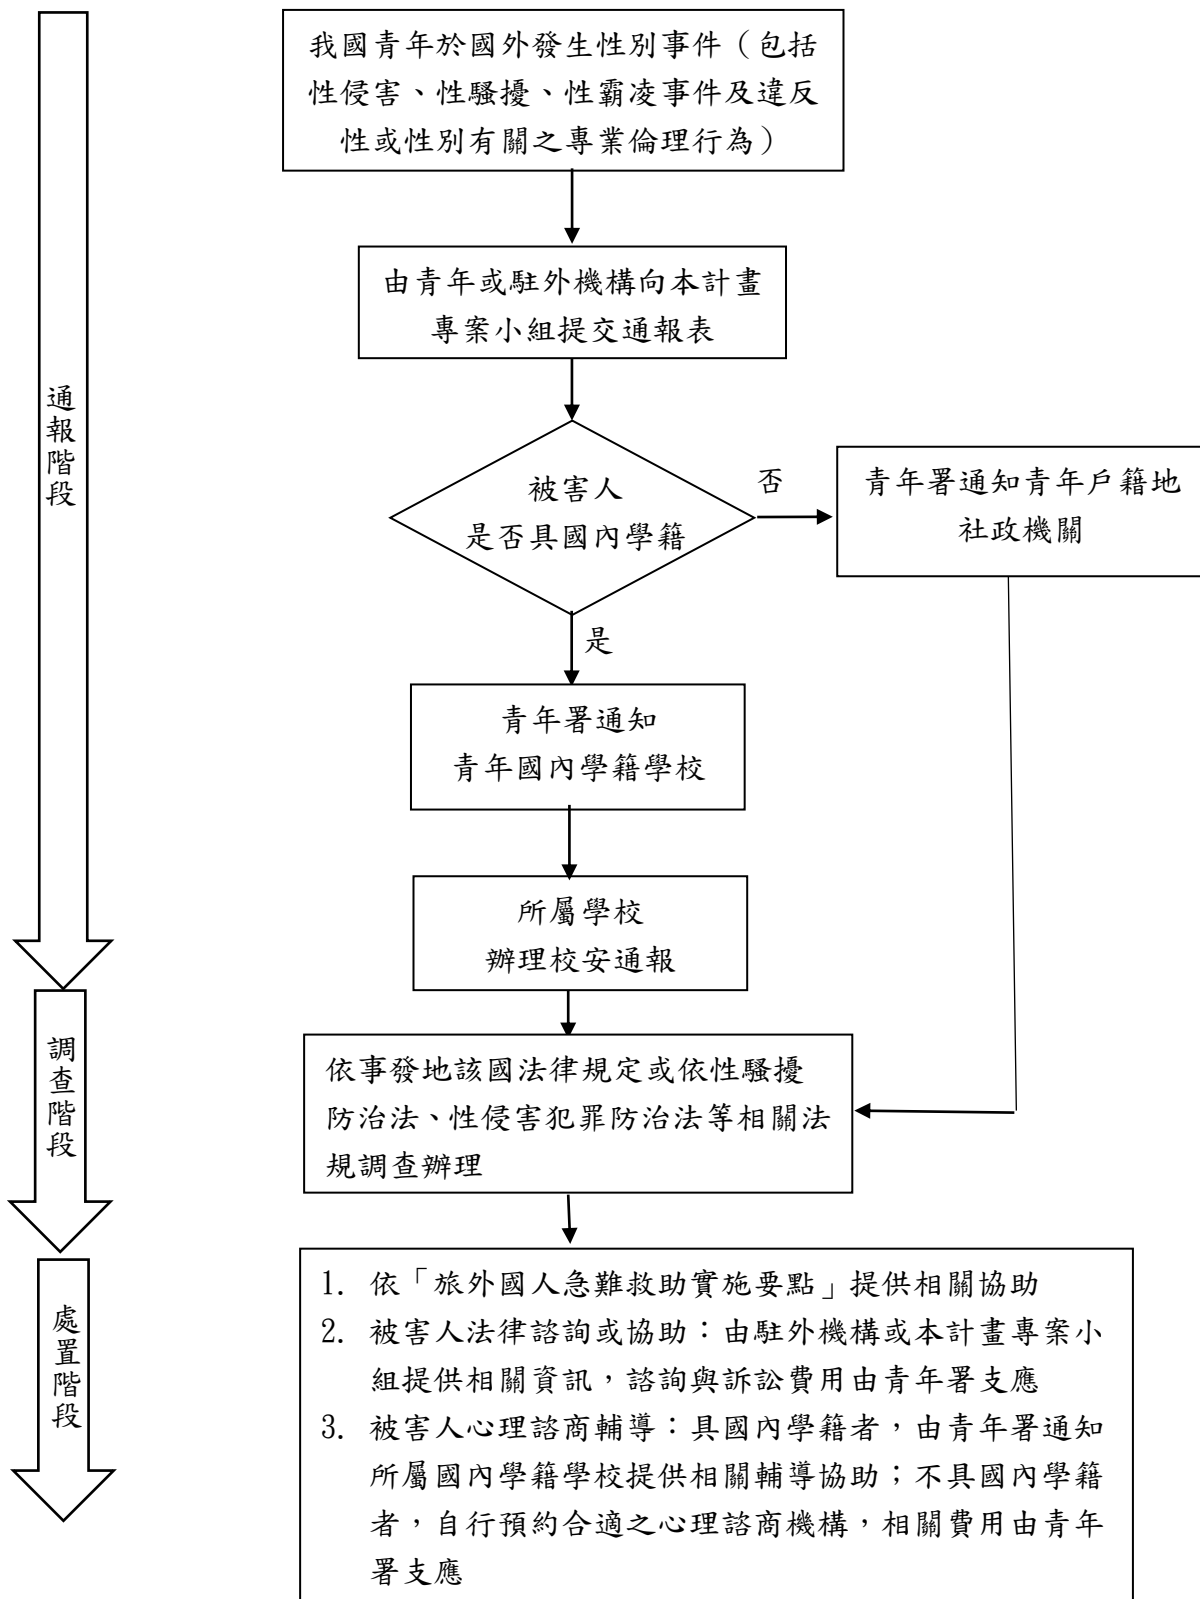 我國青年於國外發生性別事件（包括
性侵害、性騷擾、性霸凌事件及違反
性或性別有關之專業倫理行為）
由青年或駐外機構向本計畫
專案小組提交通報表
通報階段
被害人
是否具國內學籍
否
青年署通知青年戶籍地
社政機關
是
青年署通知
青年國內學籍學校
所屬學校
辦理校安通報
調查階段
依事發地該國法律規定或依性騷擾
防治法、性侵害犯罪防治法等相關法
規調查辦理
處置階段
1. 依「旅外國人急難救助實施要點」提供相關協助
2. 被害人法律諮詢或協助：由駐外機構或本計畫專案小
組提供相關資訊，諮詢與訴訟費用由青年署支應
3. 被害人心理諮商輔導：具國內學籍者，由青年署通知
所屬國內學籍學校提供相關輔導協助；不具國內學籍
者，自行預約合適之心理諮商機構，相關費用由青年
署支應